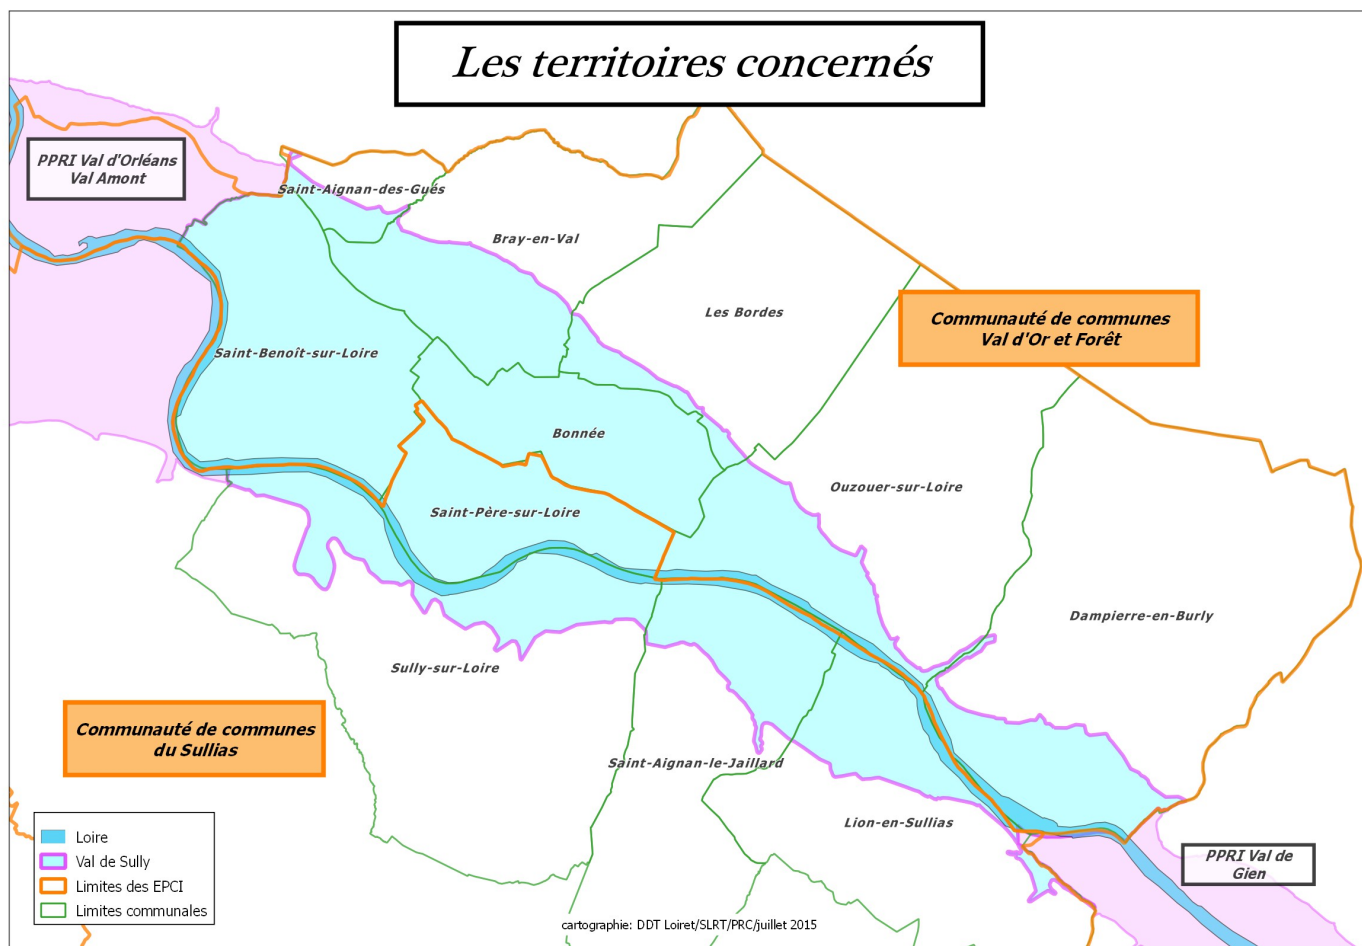 Les territoires concernés
PPRI Val d'Orléans
Val Amont
Saint-Aignan-des-Gués
Bray-en-Val
Les Bordes
Communauté de communes
Val d'Or et Forêt
Saint-Benoît-sur-Loire
Bonnée
Ouzouer-sur-Loire
Saint-Père-sur-Loire
Dampierre-en-Burly
Sully-sur-Loire
Communauté de communes
du Sullias
Saint-Aignan-le-Jaillard
Lion-en-Sullias
PPRI Val de
Gien
Loire
Val de Sully
Limites des EPCI
Limites communales
cartographie: DDT Loiret/SLRT/PRC/juillet 2015